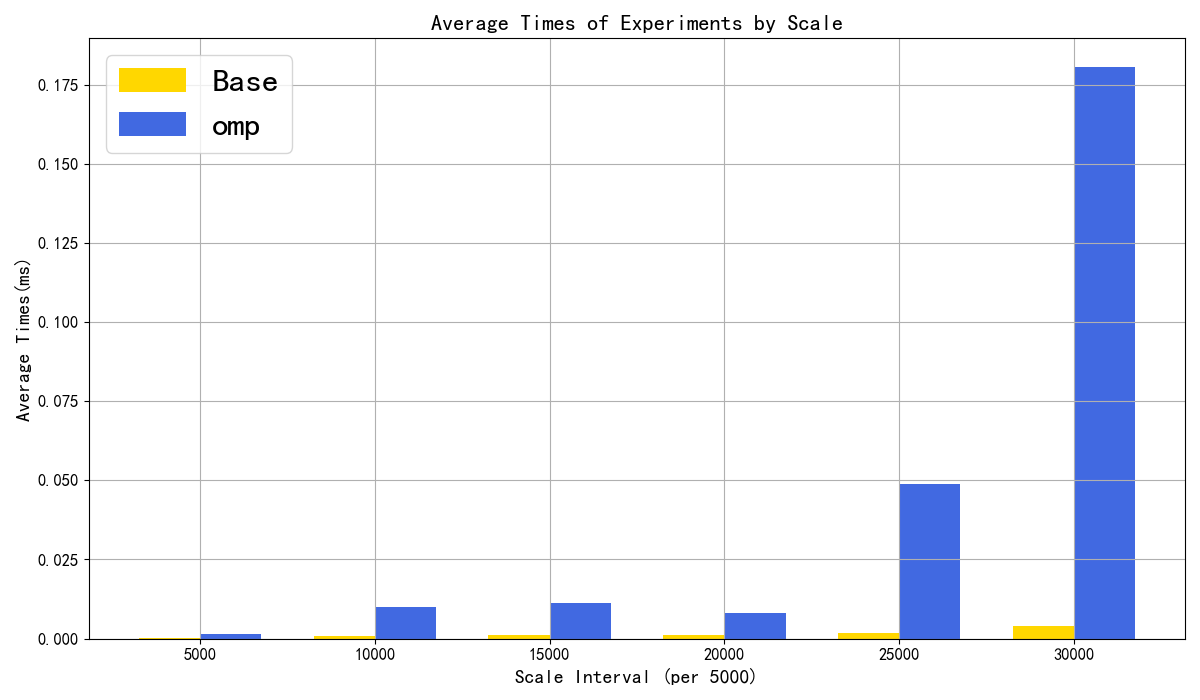 Average Times of Experiments by Scale
Base
omp
Average Times(ms)
0.175
0.150
0.125
0.100
0.075
0.050
0.025
0.000
5000 10000 15000 20000 25000 30000
Scale Interval (per 5000)